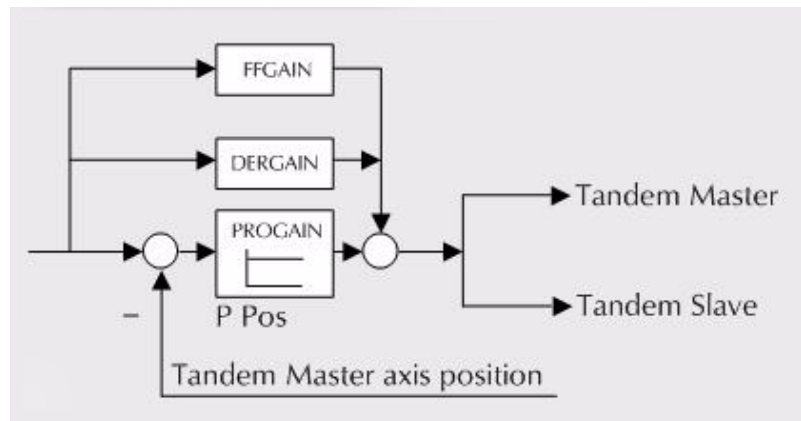 FFGAIN
DERGAIN
PROGAIN
P Pos
Tandem Master
Tandem Slave
–
Tandem Master axis position